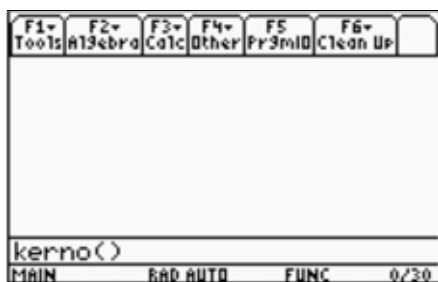 F1▾ F2▾ F3▾ F4▾ F5 F6▾
Tools Algebra Calc Other PrgmIO Clean Up
kerno()
MAIN RAD AUTO FUNC 0/30